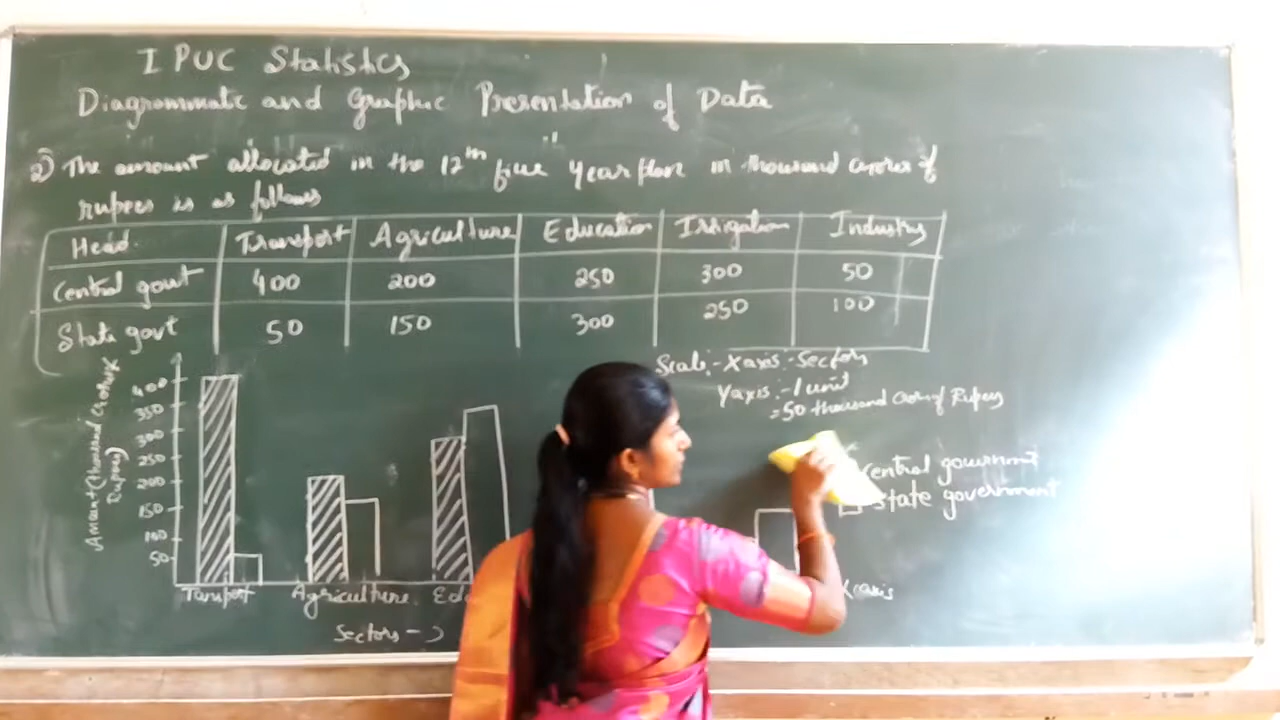 I PUC Statistics
Diagrammatic and Graphic Presentation of Data
2) The amount allocated in the 12th five year plan in thousand crores of
rupees is as follows
Head Transport Agriculture Education Irrigation Industry
Central govt 400 200 250 300 50
State govt 50 150 300 250 100
Scale:- X axis:- Sectors
Y axis:- 1 unit
= 50 thousand crores of Rupees
Amount (thousand crores Rupees)
400
350
300
250
200
150
100
50
Central government
State government
Transport Agriculture X axis
Sectors ->